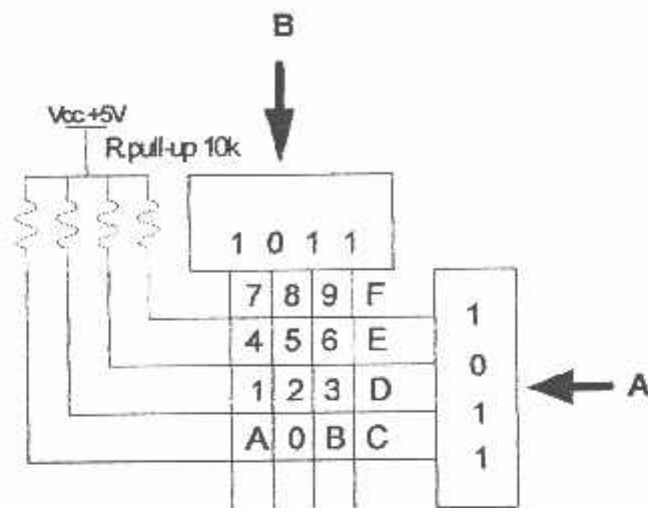 B
Vcc +5V
R.pull-up 10k
1 0 1 1
7 8 9 F
1
4 5 6 E
0
1 2 3 D
1
A
A 0 B C
1